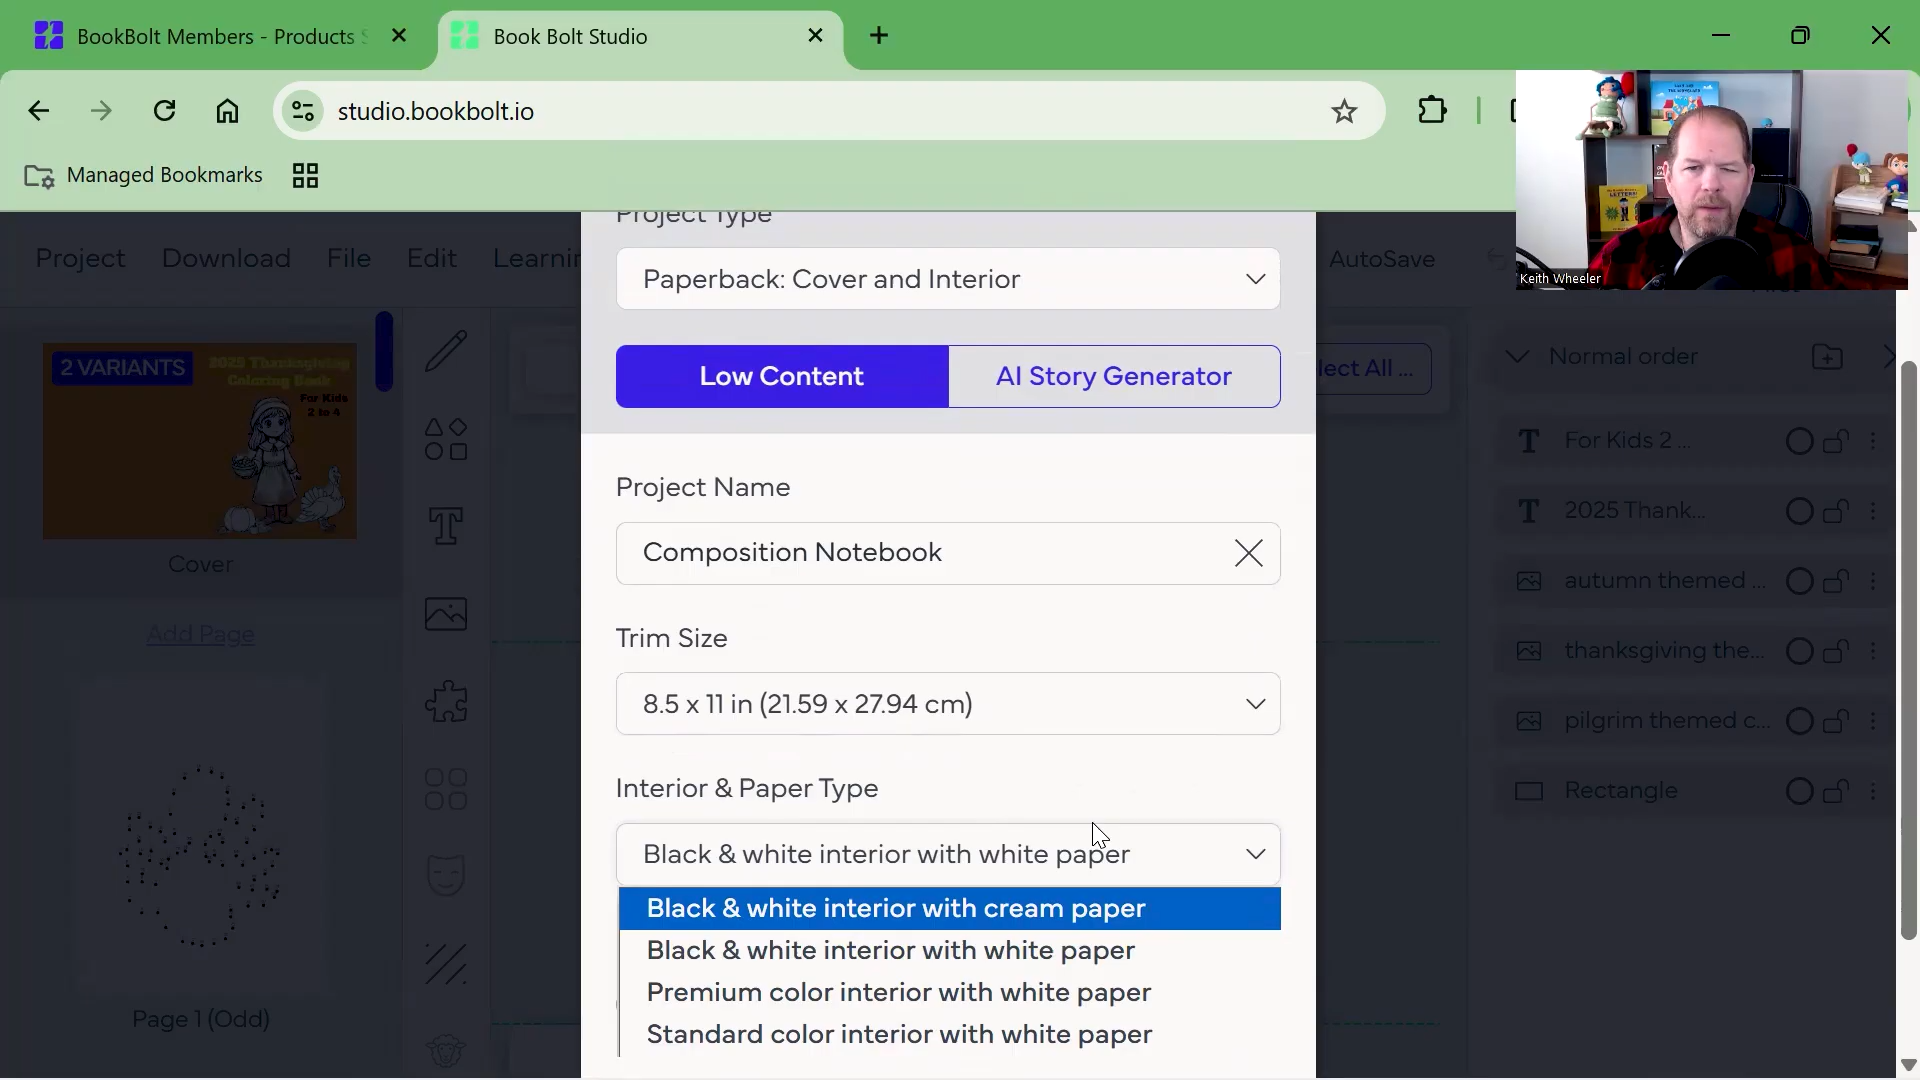 BookBolt Members - Products S
Book Bolt Studio
studio.bookbolt.io
Managed Bookmarks
Keith Wheeler
Project
Download
File
Edit
Learnin
AutoSave
Project Type
Paperback: Cover and Interior
Low Content
AI Story Generator
lect All ...
Project Name
Composition Notebook
Trim Size
8.5 x 11 in (21.59 x 27.94 cm)
Interior & Paper Type
Black & white interior with white paper
Black & white interior with cream paper
Black & white interior with white paper
Premium color interior with white paper
Standard color interior with white paper
2 VARIANTS
2025 Thanksgiving
Coloring Book
For Kids
2 to 4
Cover
Add Page
Page 1 (Odd)
Normal order
For Kids 2 ...
2025 Thank...
autumn themed ...
thanksgiving the...
pilgrim themed c...
Rectangle